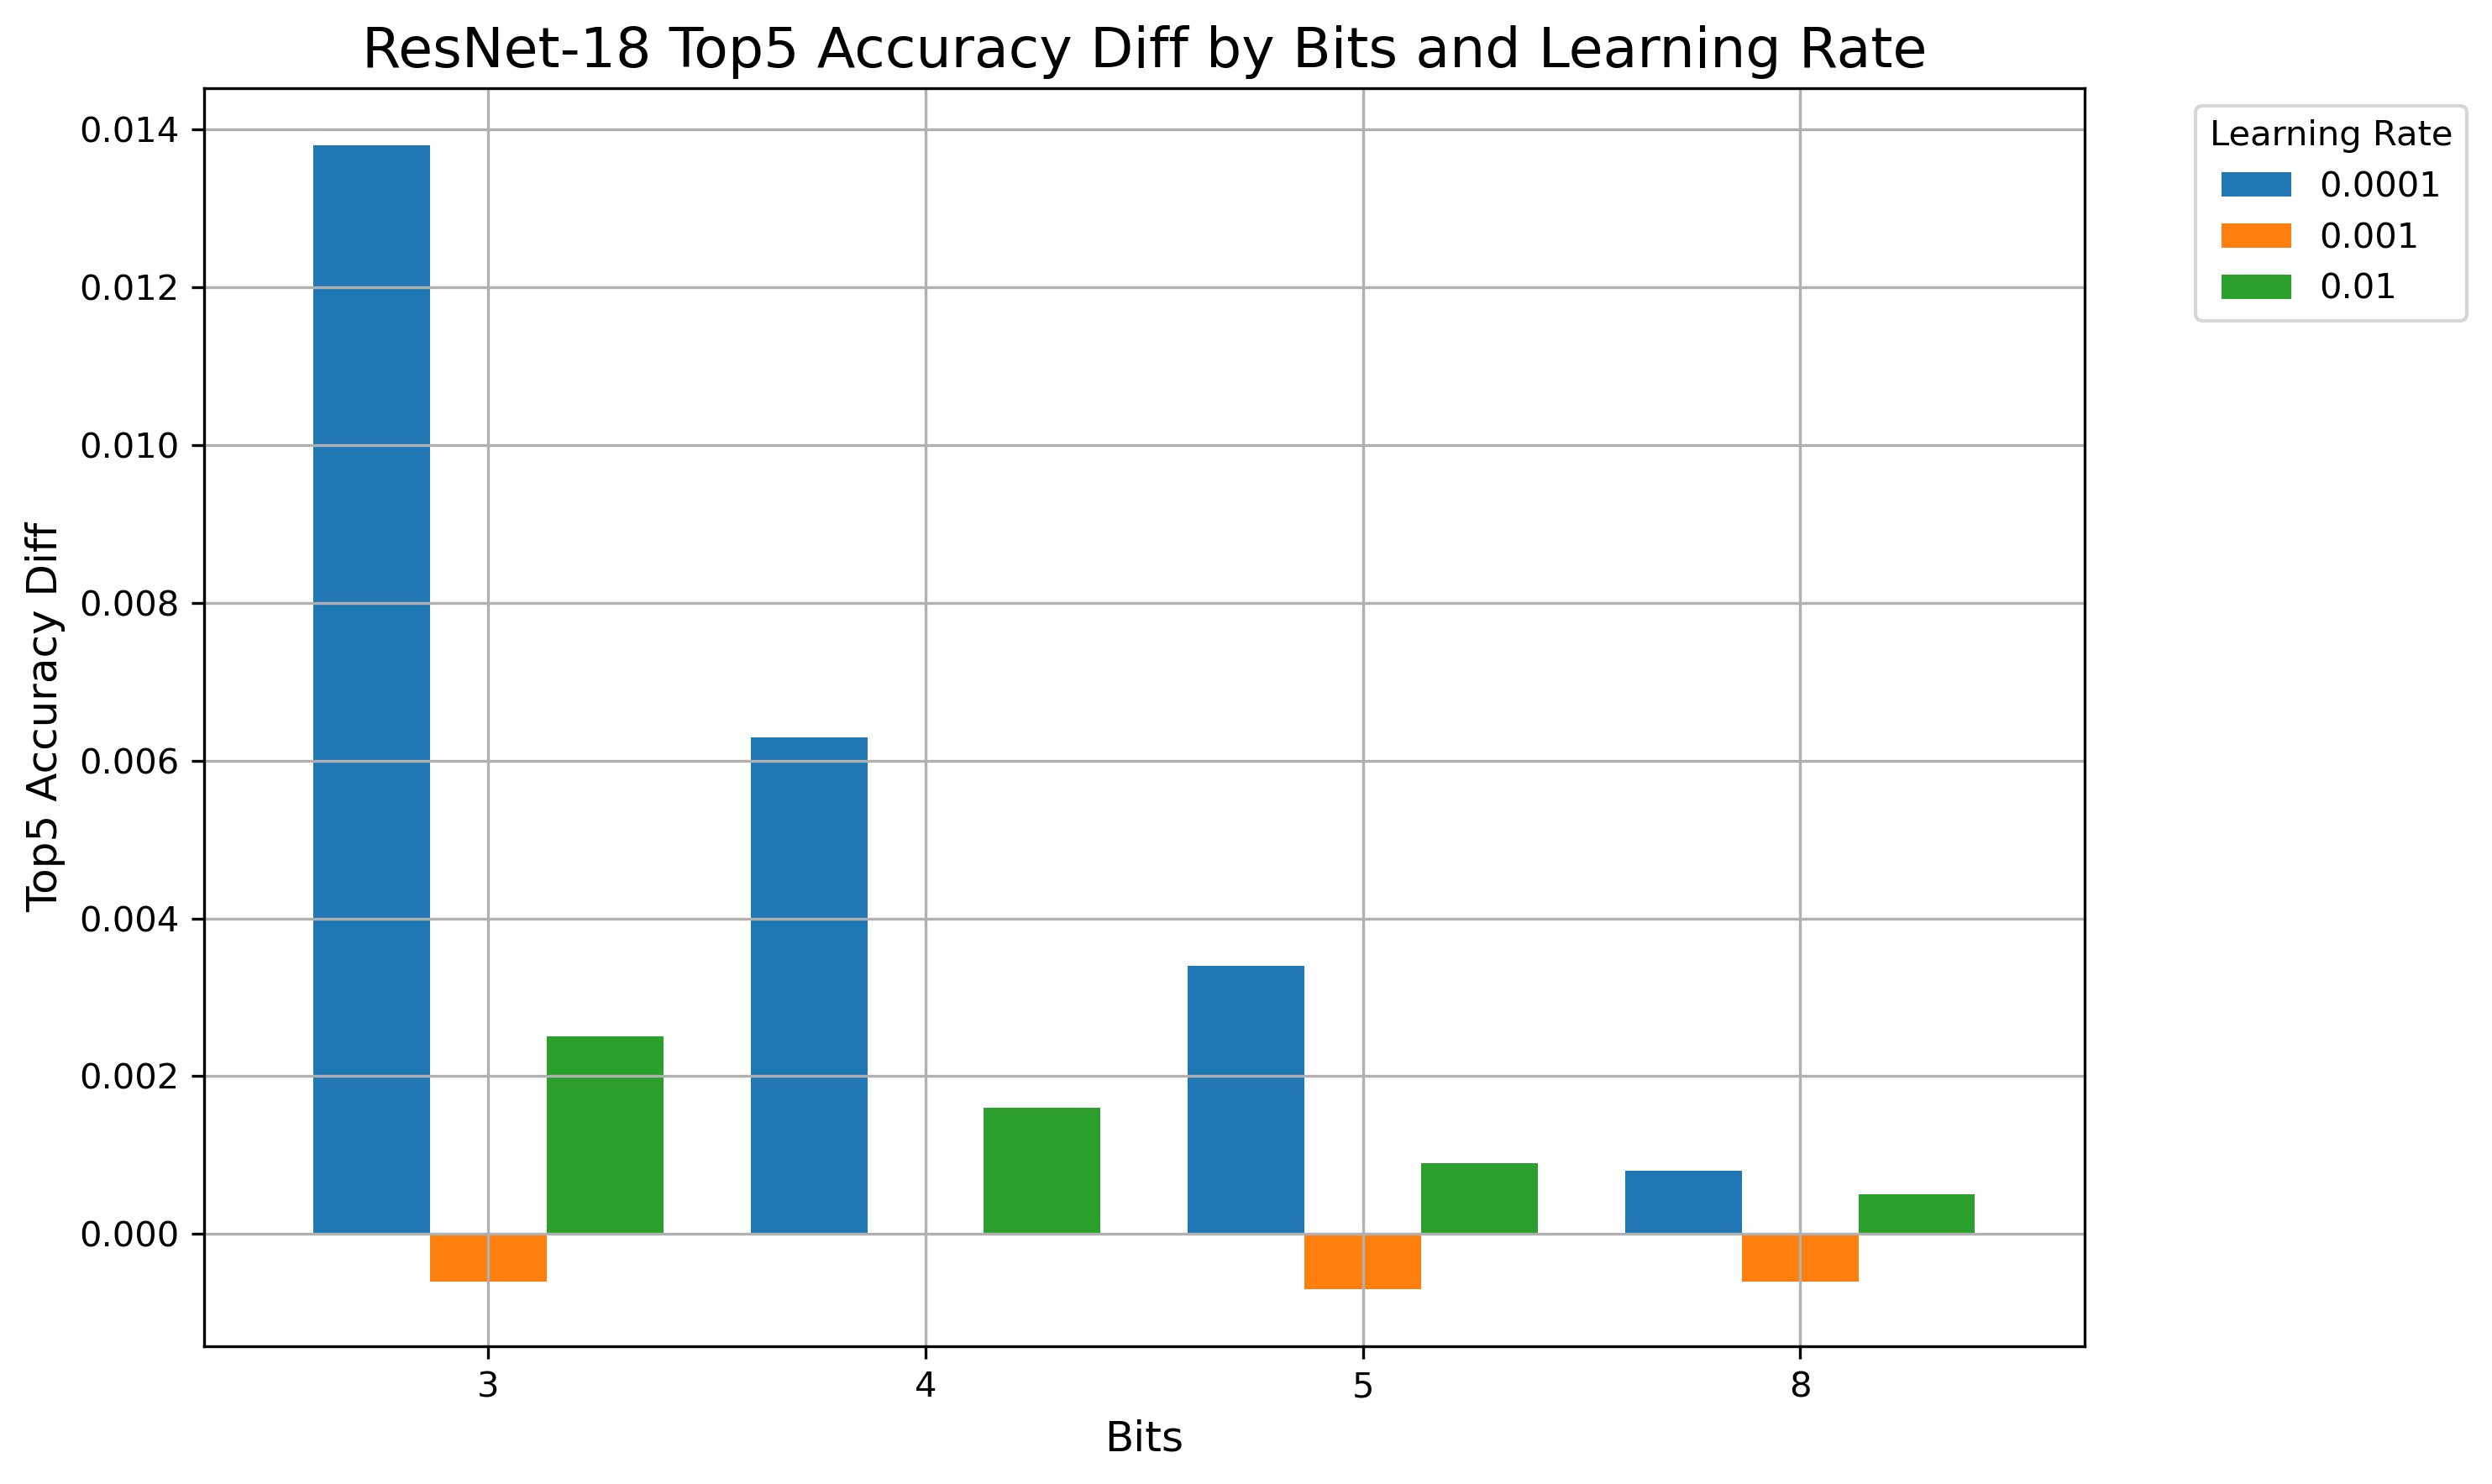 ResNet-18 Top5 Accuracy Diff by Bits and Learning Rate
Top5 Accuracy Diff
0.014
0.012
0.010
0.008
0.006
0.004
0.002
0.000
3 4 5 8
Bits
Learning Rate
0.0001
0.001
0.01